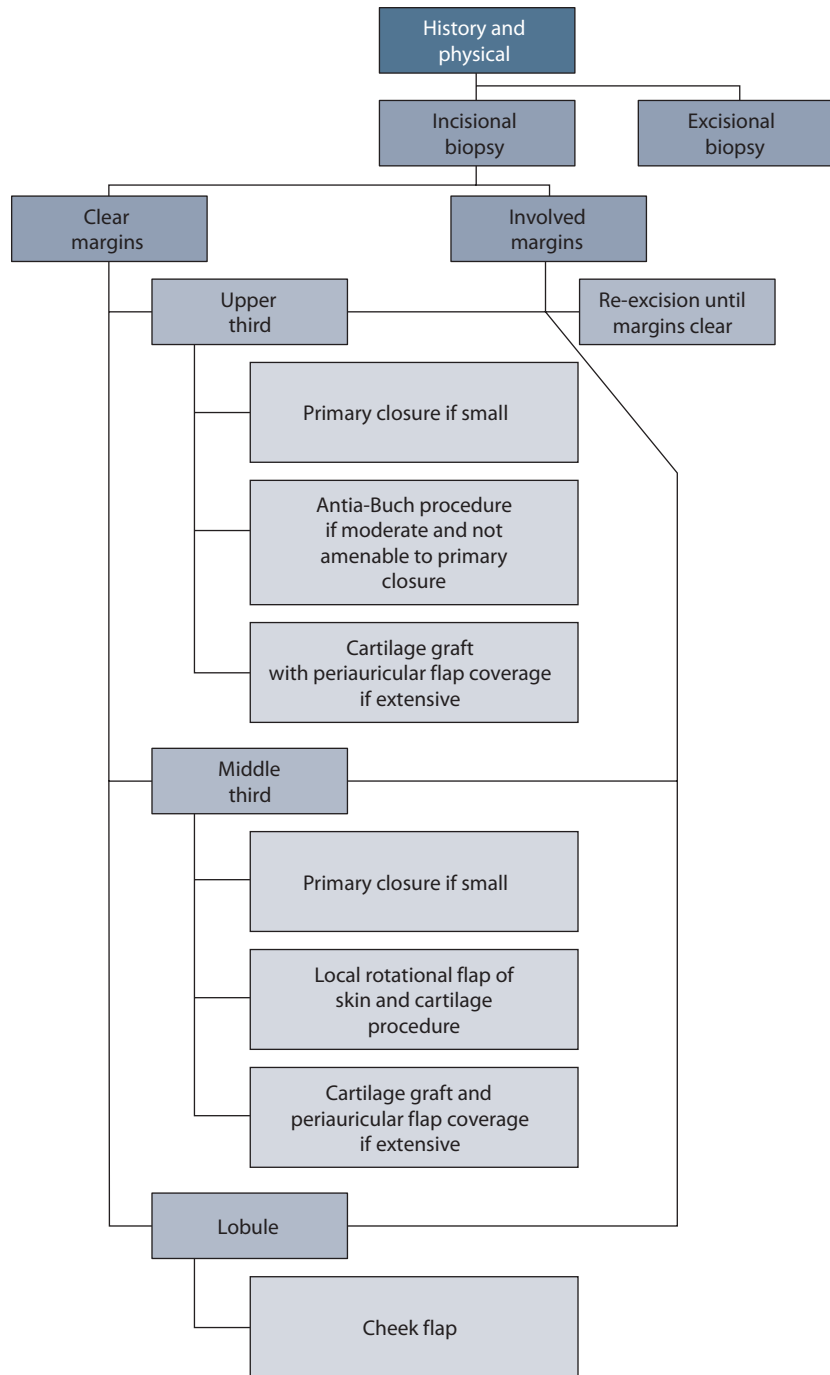 History and
physical
Incisional
biopsy
Excisional
biopsy
Clear
margins
Involved
margins
Upper
third
Re-excision until
margins clear
Primary closure if small
Antia-Buch procedure
if moderate and not
amenable to primary
closure
Cartilage graft
with periauricular flap coverage
if extensive
Middle
third
Primary closure if small
Local rotational flap of
skin and cartilage
procedure
Cartilage graft and
periauricular flap coverage
if extensive
Lobule
Cheek flap